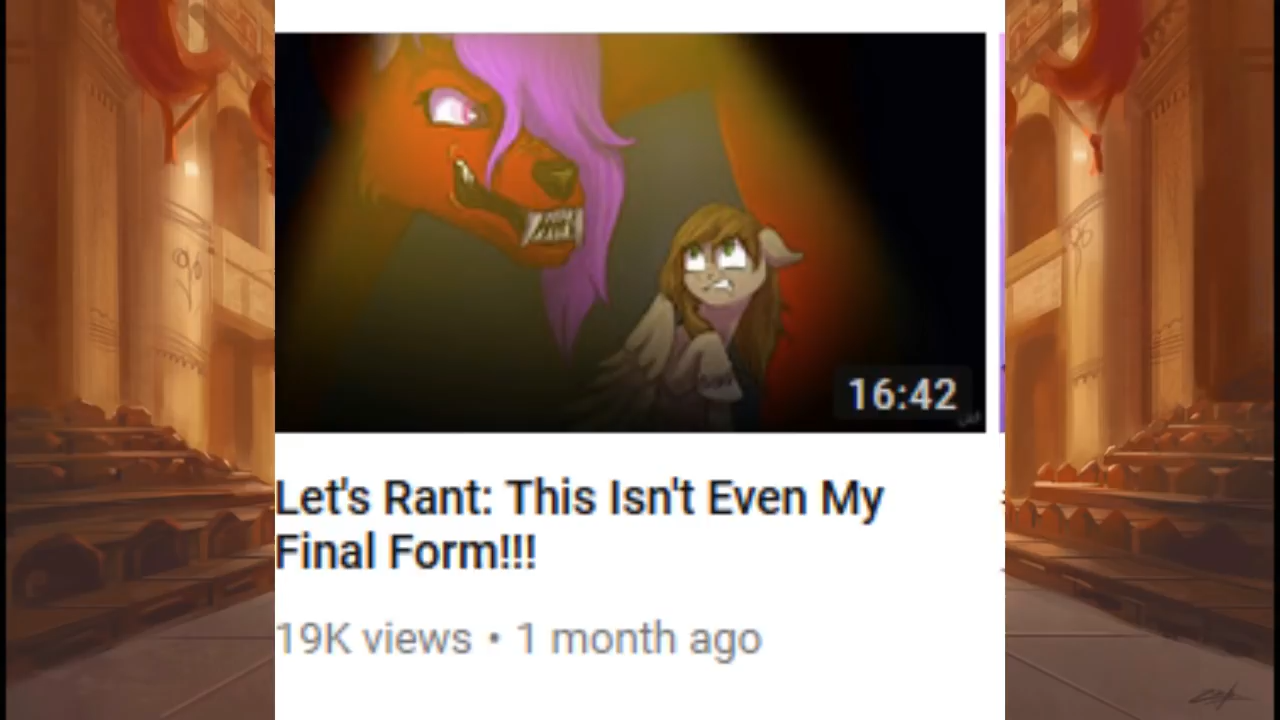 16:42
Let's Rant: This Isn't Even My
Final Form!!!
19K views • 1 month ago